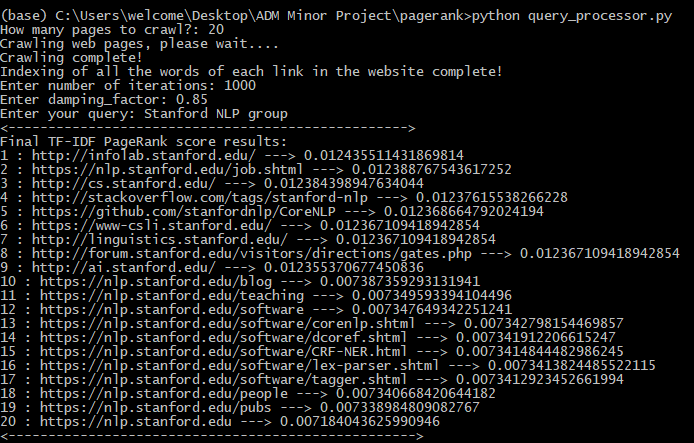 (base) C:\Users\welcome\Desktop\ADM Minor Project\pagerank>python query_processor.py
How many pages to crawl?: 20
Crawling web pages, please wait....
Crawling complete!
Indexing of all the words of each link in the website complete!
Enter number of iterations: 1000
Enter damping_factor: 0.85
Enter your query: Stanford NLP group
<-------------------------------------------------->
Final TF-IDF PageRank score results:
1 : http://infolab.stanford.edu/ ---> 0.012435511431869814
2 : https://nlp.stanford.edu/job.shtml ---> 0.012388767543617252
3 : http://cs.stanford.edu/ ---> 0.012384398947634044
4 : http://stackoverflow.com/tags/stanford-nlp ---> 0.01237615538266228
5 : https://github.com/stanfordnlp/CoreNLP ---> 0.012368664792024194
6 : https://www-csli.stanford.edu/ ---> 0.012367109418942854
7 : http://linguistics.stanford.edu/ ---> 0.012367109418942854
8 : http://forum.stanford.edu/visitors/directions/gates.php ---> 0.012367109418942854
9 : http://ai.stanford.edu/ ---> 0.012355370677450836
10 : https://nlp.stanford.edu/blog ---> 0.007387359293131941
11 : https://nlp.stanford.edu/teaching ---> 0.007349593394104496
12 : https://nlp.stanford.edu/software ---> 0.007347649342251241
13 : https://nlp.stanford.edu/software/corenlp.shtml ---> 0.007342798154469857
14 : https://nlp.stanford.edu/software/dcoref.shtml ---> 0.007341912206615247
15 : https://nlp.stanford.edu/software/CRF-NER.html ---> 0.0073414844482986245
16 : https://nlp.stanford.edu/software/lex-parser.shtml ---> 0.0073413824485522115
17 : https://nlp.stanford.edu/software/tagger.shtml ---> 0.0073412923452661994
18 : https://nlp.stanford.edu/people ---> 0.007340668420644182
19 : https://nlp.stanford.edu/pubs ---> 0.007338984809082767
20 : https://nlp.stanford.edu ---> 0.007184043625990946
<--------------------------------------------------->